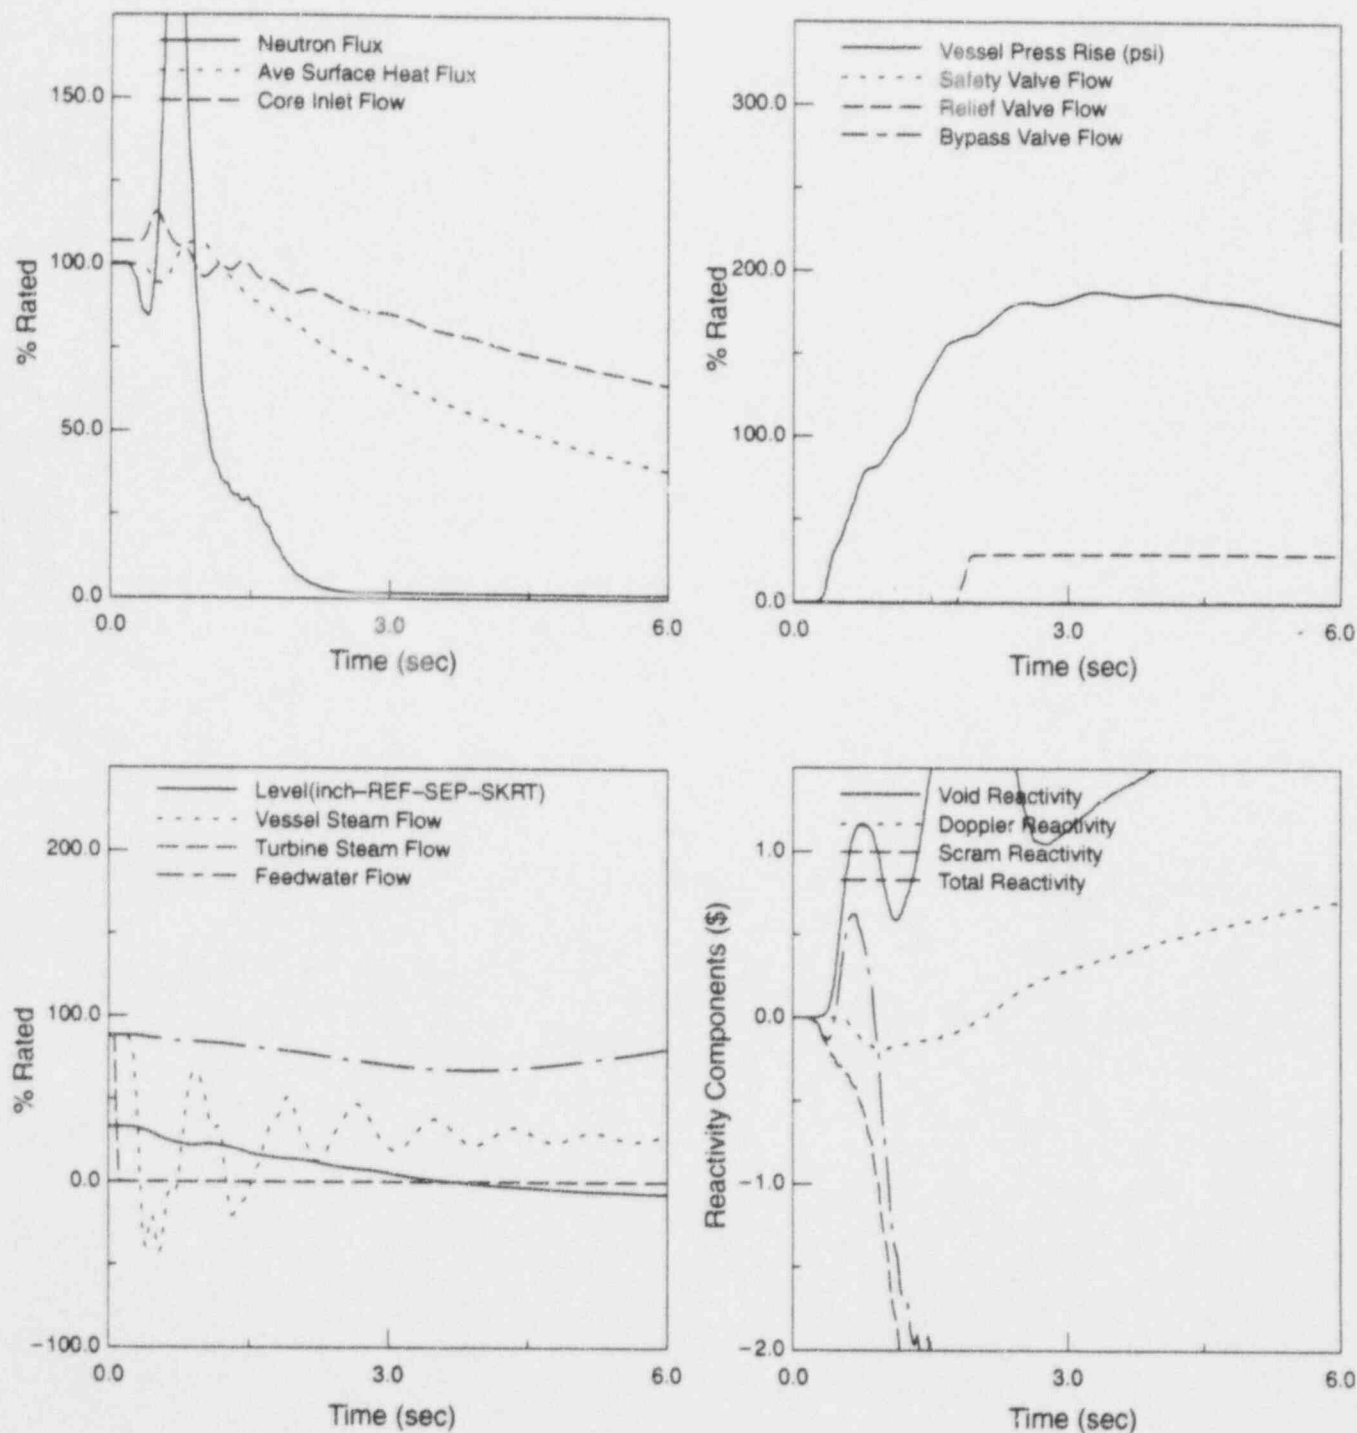 Neutron Flux
Ave Surface Heat Flux
Core Inlet Flow
150.0
100.0
50.0
0.0
% Rated
0.0
3.0
6.0
Time (sec)
Vessel Press Rise (psi)
Safety Valve Flow
Relief Valve Flow
Bypass Valve Flow
300.0
200.0
100.0
0.0
% Rated
0.0
3.0
6.0
Time (sec)
Level(inch-REF-SEP-SKRT)
Vessel Steam Flow
Turbine Steam Flow
Feedwater Flow
200.0
100.0
0.0
-100.0
% Rated
0.0
3.0
6.0
Time (sec)
Void Reactivity
Doppler Reactivity
Scram Reactivity
Total Reactivity
1.0
0.0
-1.0
-2.0
Reactivity Components ($)
0.0
3.0
6.0
Time (sec)